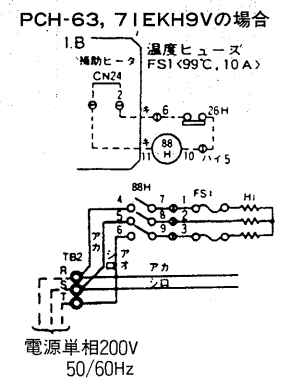 PCH-63, 71EKH9Vの場合
I.B
温度ヒューズ
FS1<99℃, 10A>
補助ヒータ
CN24
2
キ 6 26H
キ 11 88H 10 ハイ5
88H FS1 H1
4 7 1
5 8 2
6 9 3
アカ
シロ
アオ
TB2
R アカ
S シロ
T
電源単相200V
50/60Hz